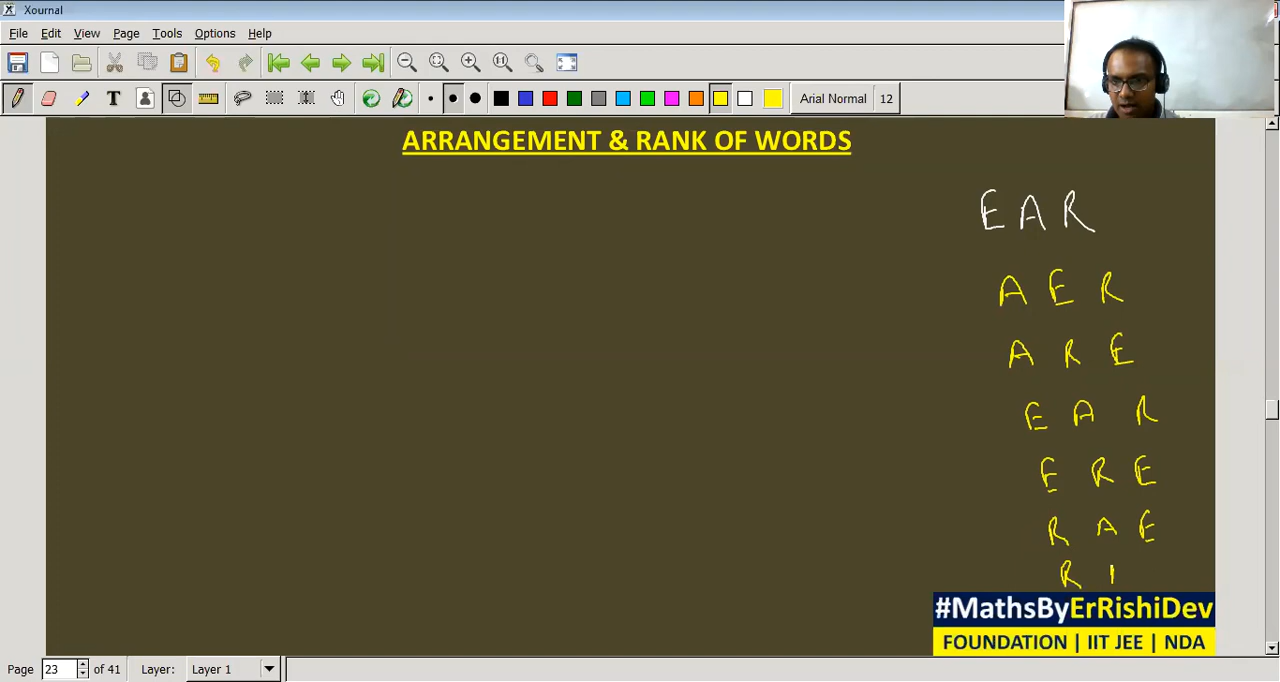 Xournal
File Edit View Page Tools Options Help
Arial Normal 12
ARRANGEMENT & RANK OF WORDS
E A R
A E R
A R E
E A R
E R E
R A E
R
#MathsByErRishiDev
FOUNDATION | IIT JEE | NDA
Page 23 of 41 Layer: Layer 1